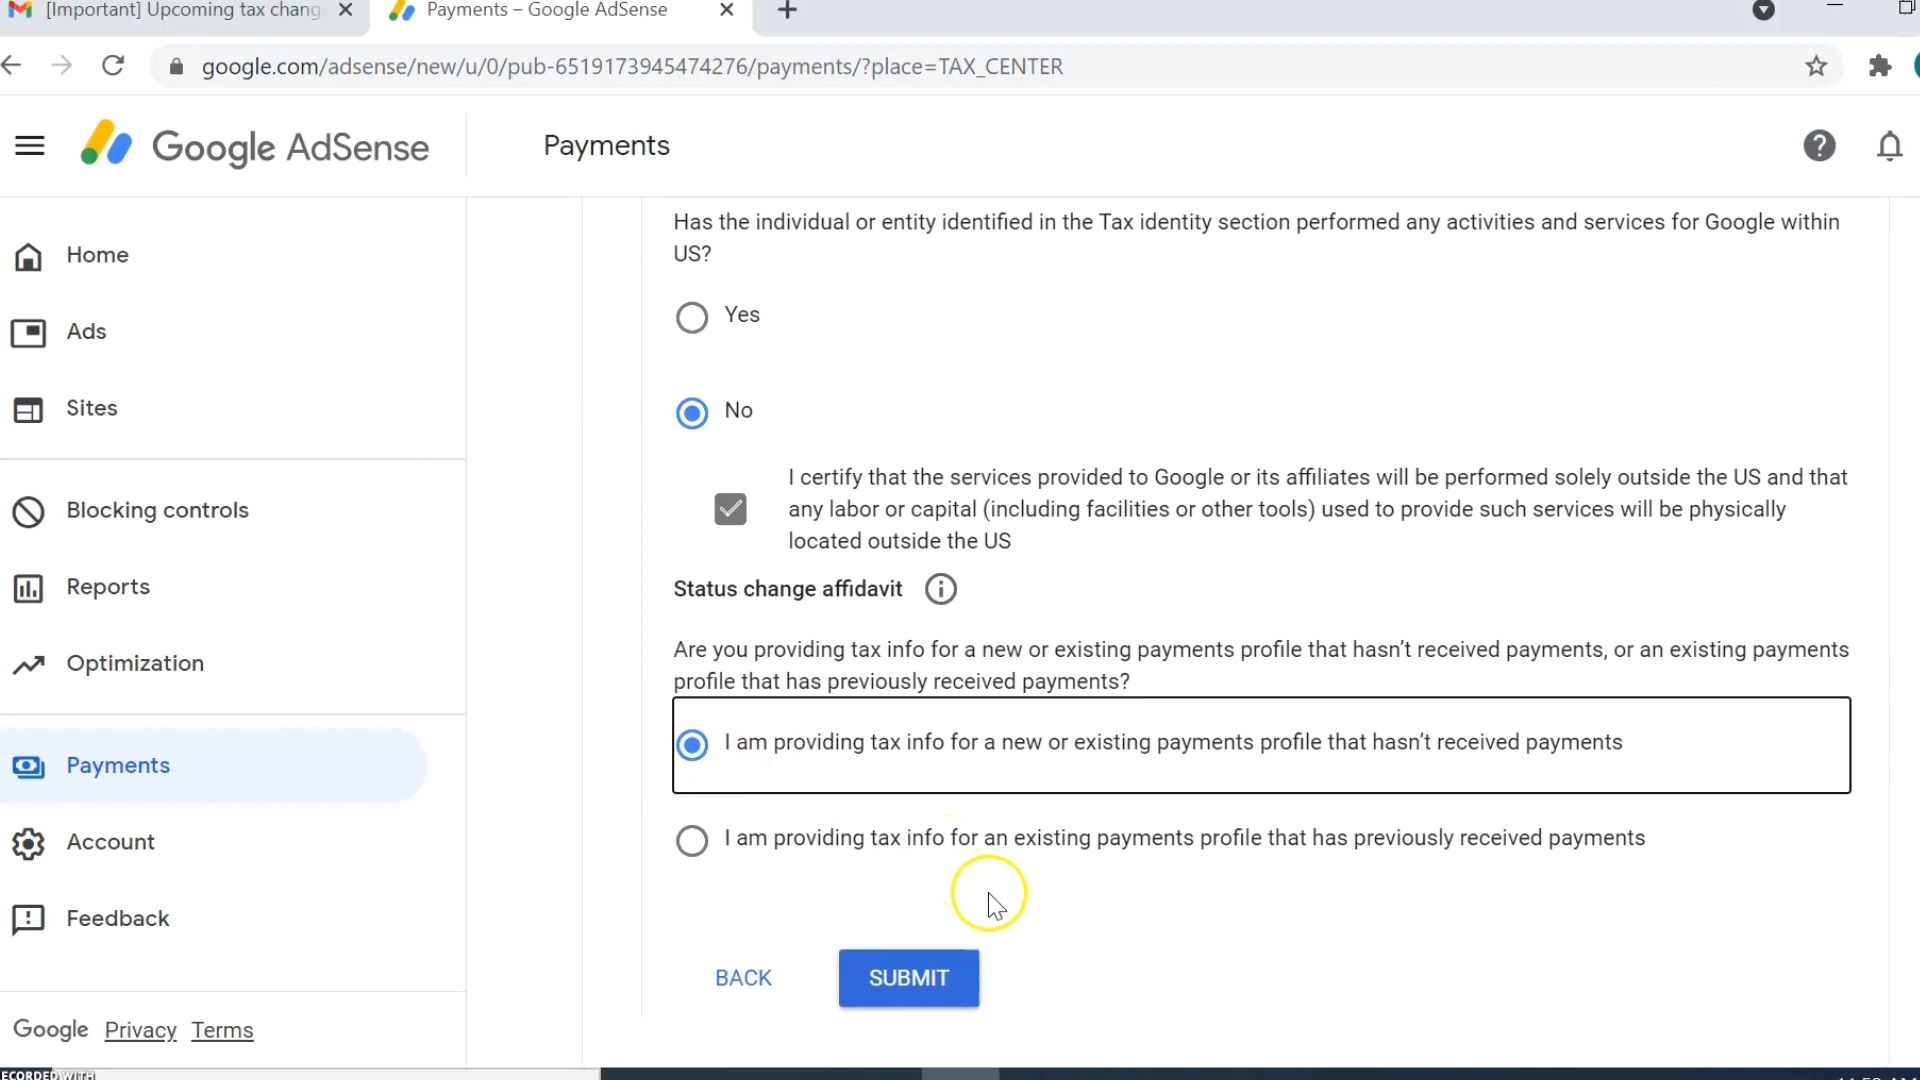 [Important] Upcoming tax chang
Payments – Google AdSense
google.com/adsense/new/u/0/pub-6519173945474276/payments/?place=TAX_CENTER
Google AdSense
Payments
Home
Ads
Sites
Blocking controls
Reports
Optimization
Payments
Account
Feedback
Google Privacy Terms
Has the individual or entity identified in the Tax identity section performed any activities and services for Google within
US?
Yes
No
I certify that the services provided to Google or its affiliates will be performed solely outside the US and that
any labor or capital (including facilities or other tools) used to provide such services will be physically
located outside the US
Status change affidavit
Are you providing tax info for a new or existing payments profile that hasn't received payments, or an existing payments
profile that has previously received payments?
I am providing tax info for a new or existing payments profile that hasn't received payments
I am providing tax info for an existing payments profile that has previously received payments
BACK
SUBMIT
ECORDED WITH